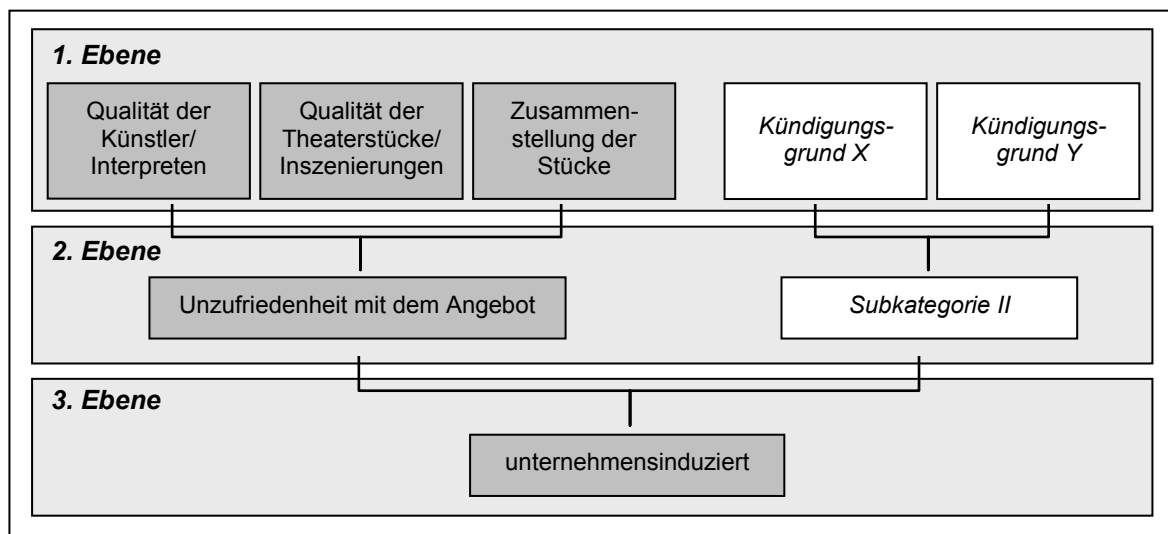 1. Ebene
Qualität der
Künstler/
Interpreten
Qualität der
Theaterstücke/
Inszenierungen
Zusammen-
stellung der
Stücke
Kündigungs-
grund X
Kündigungs-
grund Y
2. Ebene
Unzufriedenheit mit dem Angebot
Subkategorie II
3. Ebene
unternehmensinduziert